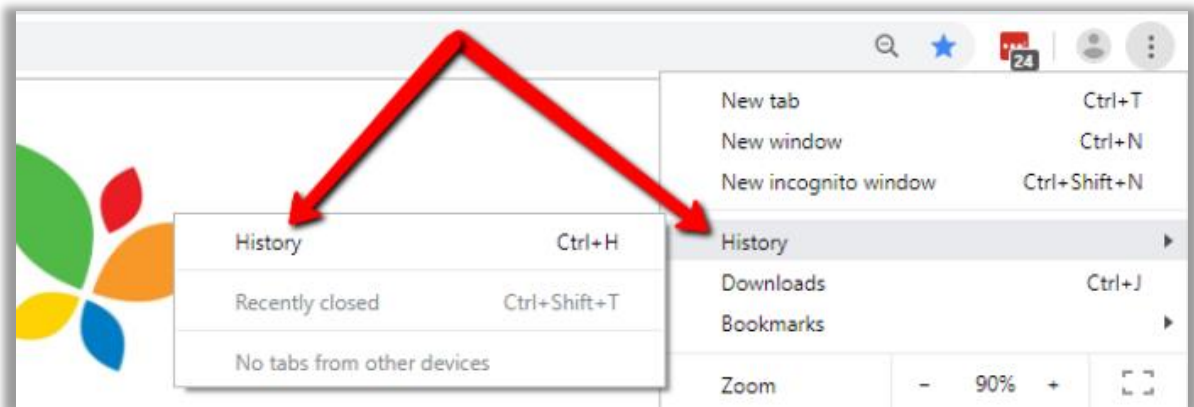 24
New tab Ctrl+T
New window Ctrl+N
New incognito window Ctrl+Shift+N
History
Downloads Ctrl+J
Bookmarks
Zoom - 90% +
History Ctrl+H
Recently closed Ctrl+Shift+T
No tabs from other devices